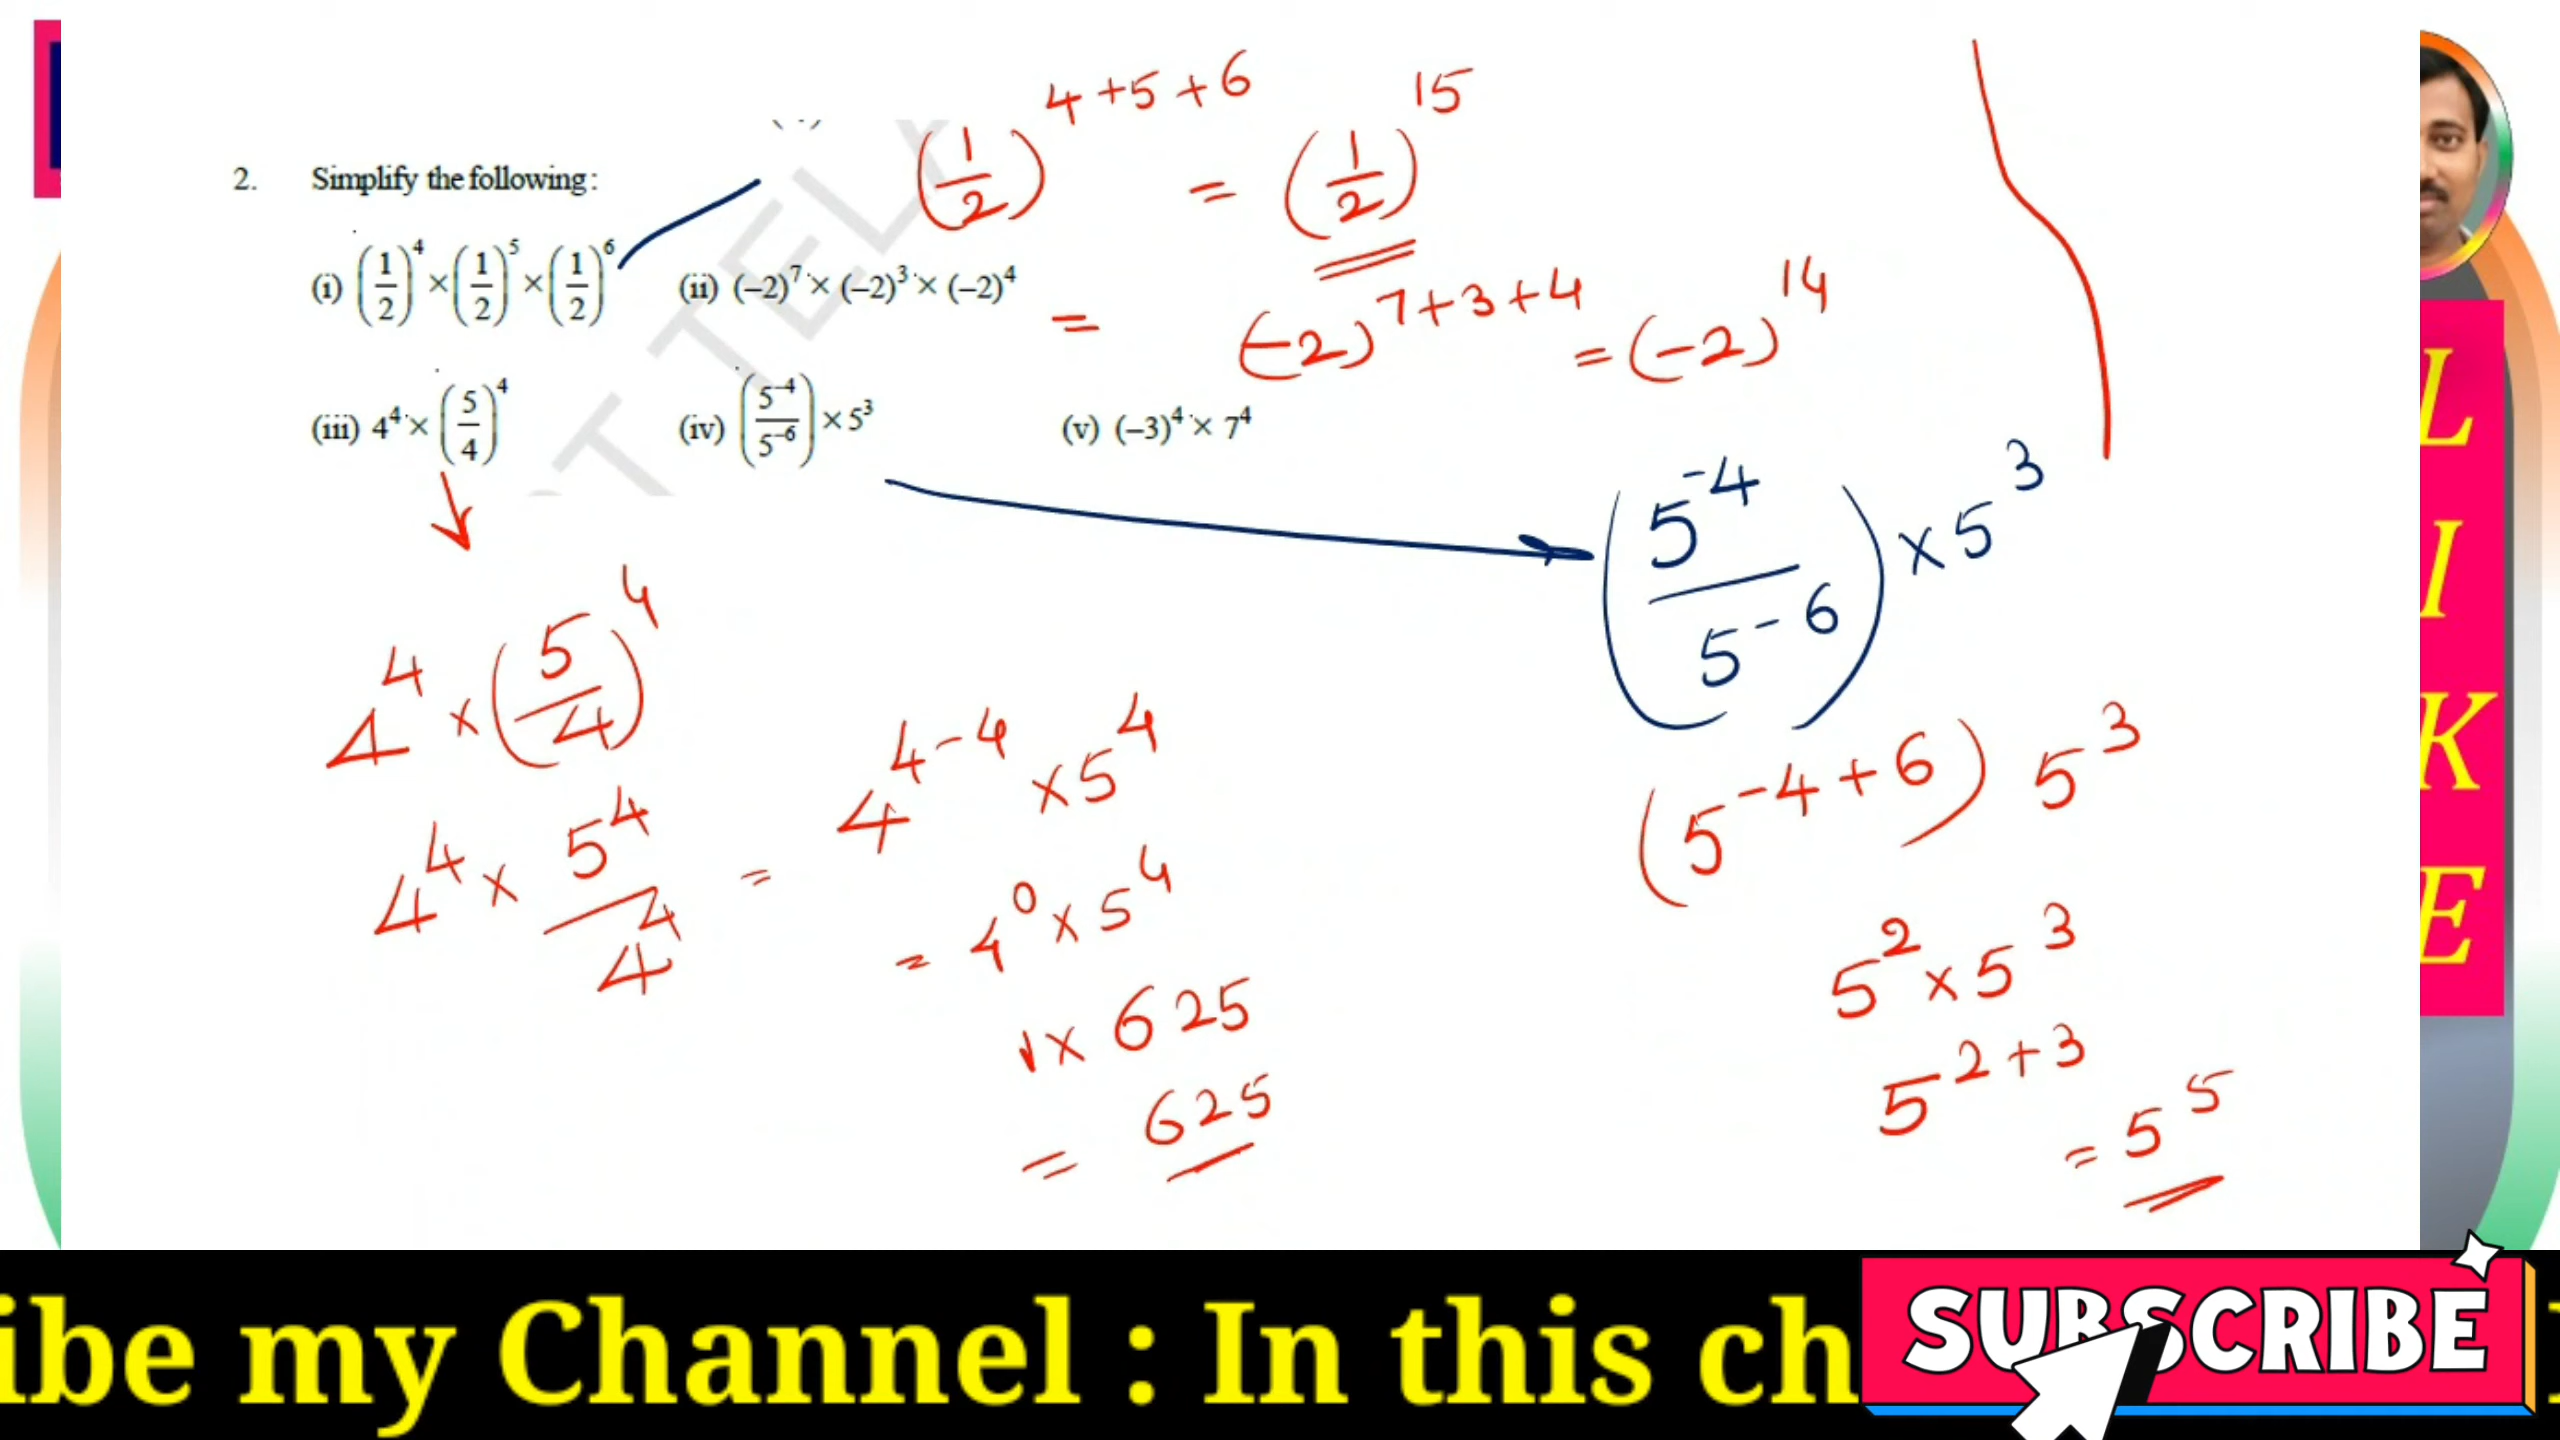 2. Simplify the following:
(i) (1/2)^4 × (1/2)^5 × (1/2)^6
(1/2)^4+5+6 = (1/2)^15
(ii) (–2)^7 × (–2)^3 × (–2)^4
= (-2)^7+3+4 = (-2)^14
(iii) 4^4 × (5/4)^4
(iv) (5^–4/5^–6) × 5^3
(v) (–3)^4 × 7^4
4^4 × (5/4)^4
4^4 × 5^4/4^4 = 4^4-4 × 5^4
= 4^0 × 5^4
1 × 625
= 625
(5^-4/5^-6) × 5^3
(5^-4+6) 5^3
5^2 × 5^3
5^2+3
= 5^5
L
I
K
E
ibe my Channel : In this ch
SUBSCRIBE